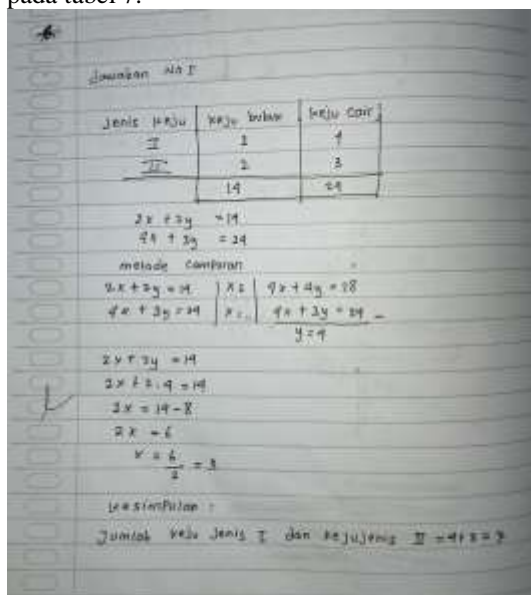 pada tabel 7.
Jawaban No I
Jenis keju | keju bubuk | keju cair
I | 2 | 4
II | 2 | 3
14 | 24
2x + 2y = 14
4x + 3y = 24
metode campuran
2x + 2y = 14 | x2 | 4x + 4y = 28
4x + 3y = 24 | x1 | 4x + 3y = 24 -
y = 4
2x + 2y = 14
2x + 2.4 = 14
2x = 14 - 8
2x = 6
x = 6/2 = 3
kesimpulan :
Jumlah keju Jenis I dan keju jenis II = 4 + 3 = 7